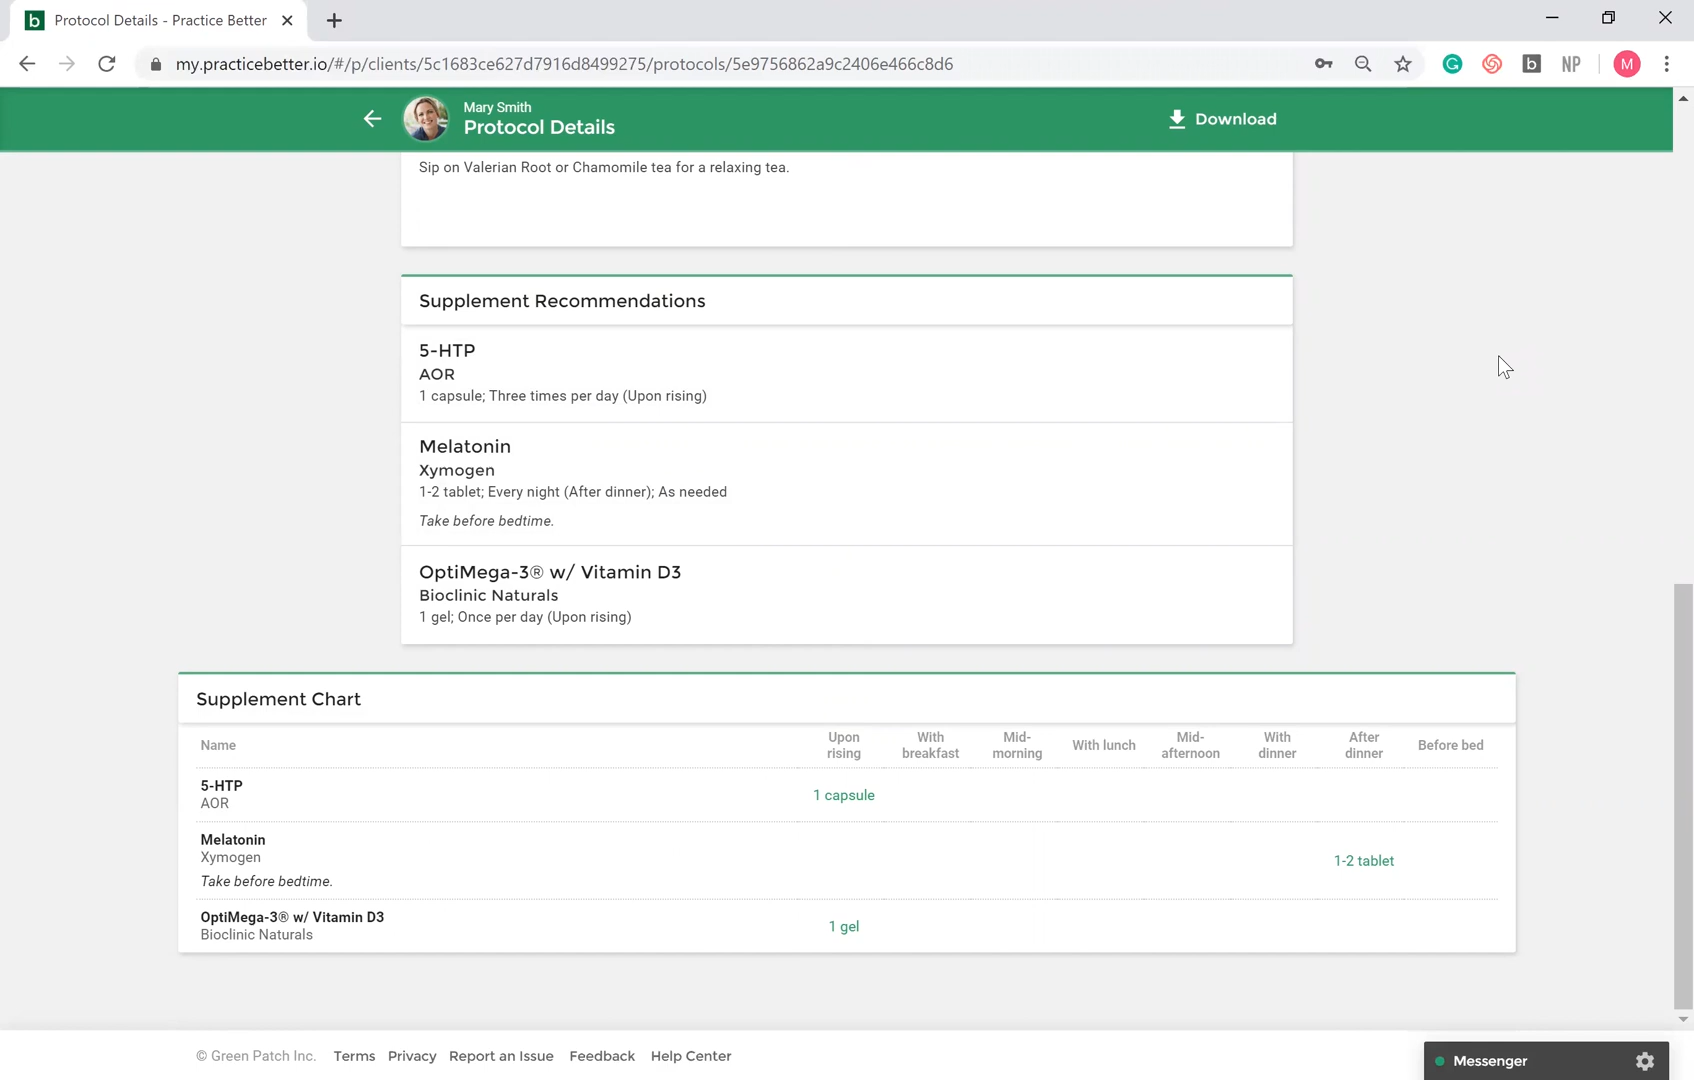 b Protocol Details - Practice Better
my.practicebetter.io/#/p/clients/5c1683ce627d7916d8499275/protocols/5e9756862a9c2406e466c8d6
b NP M
Mary Smith
Protocol Details
Download
Sip on Valerian Root or Chamomile tea for a relaxing tea.
Supplement Recommendations
5-HTP
AOR
1 capsule; Three times per day (Upon rising)
Melatonin
Xymogen
1-2 tablet; Every night (After dinner); As needed
Take before bedtime.
OptiMega-3® w/ Vitamin D3
Bioclinic Naturals
1 gel; Once per day (Upon rising)
Supplement Chart
Name Upon rising With breakfast Mid-morning With lunch Mid-afternoon With dinner After dinner Before bed
5-HTP
AOR
1 capsule
Melatonin
Xymogen
Take before bedtime.
1-2 tablet
OptiMega-3® w/ Vitamin D3
Bioclinic Naturals
1 gel
© Green Patch Inc. Terms Privacy Report an Issue Feedback Help Center
Messenger